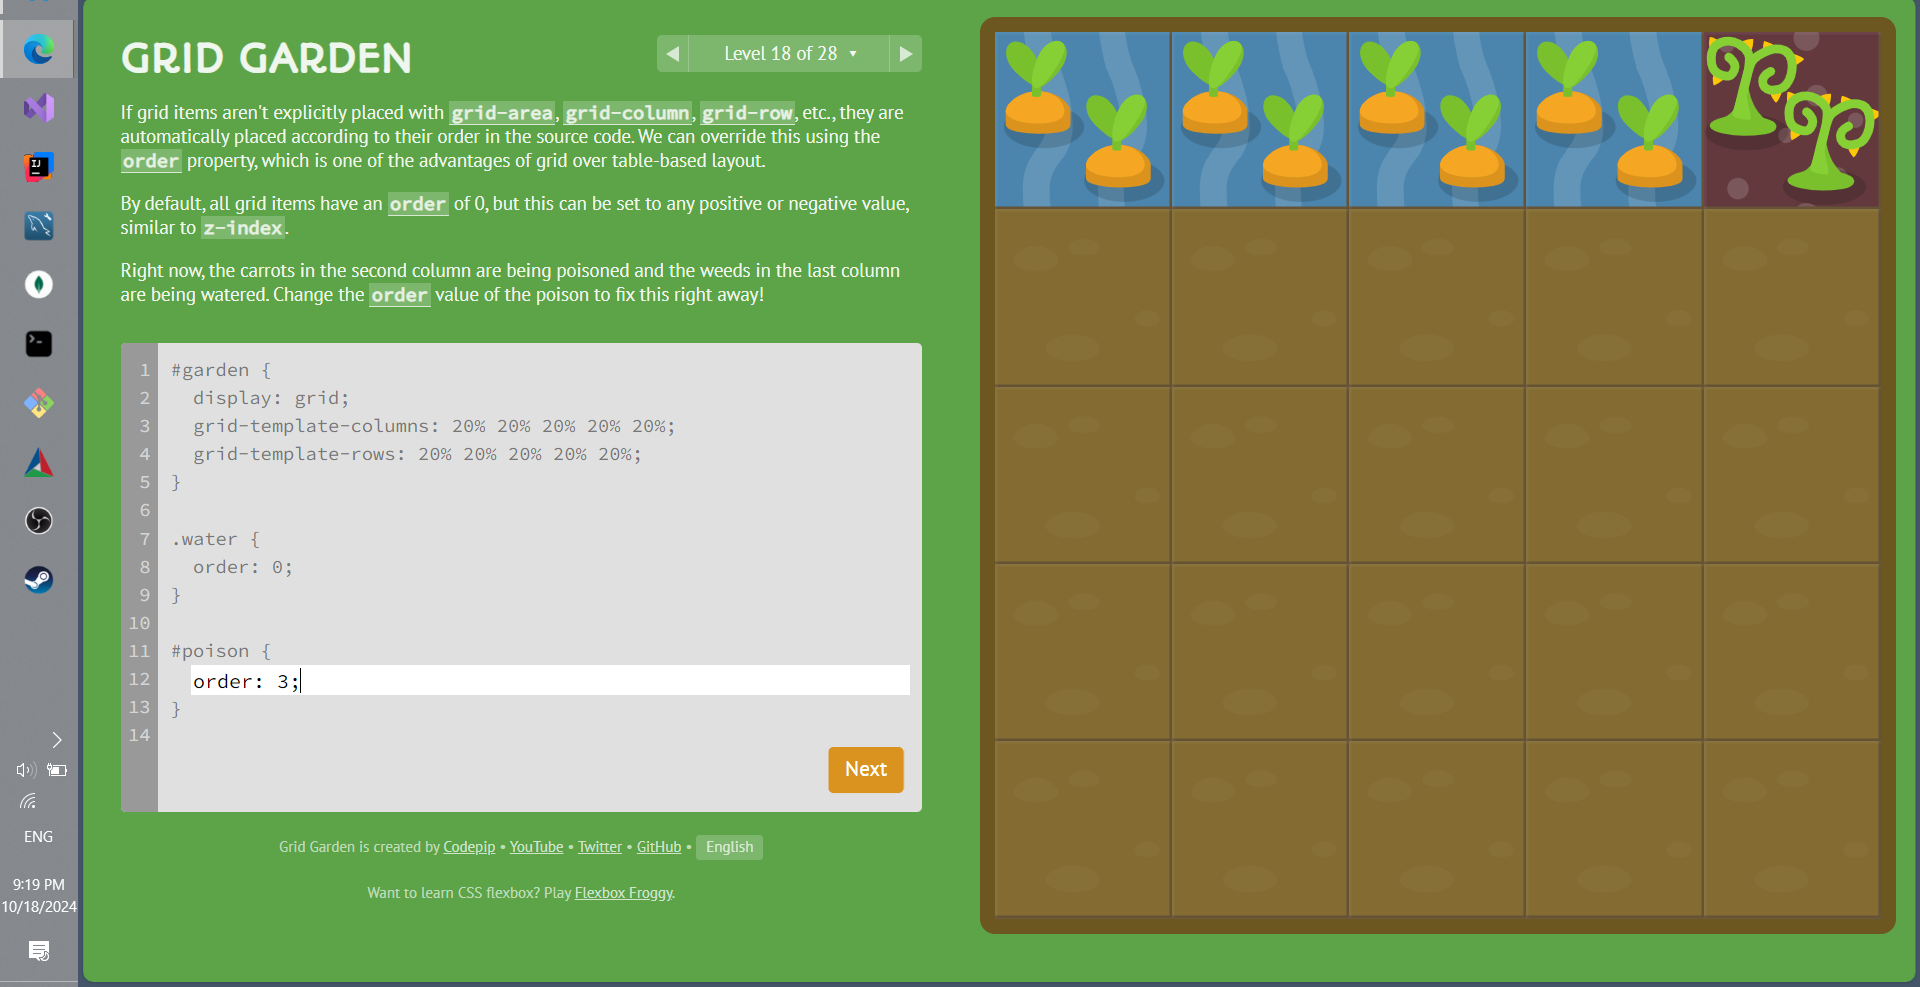 GRID GARDEN
Level 18 of 28
If grid items aren't explicitly placed with grid-area, grid-column, grid-row, etc., they are
automatically placed according to their order in the source code. We can override this using the
order property, which is one of the advantages of grid over table-based layout.
By default, all grid items have an order of 0, but this can be set to any positive or negative value,
similar to z-index.
Right now, the carrots in the second column are being poisoned and the weeds in the last column
are being watered. Change the order value of the poison to fix this right away!
1 #garden {
2 display: grid;
3 grid-template-columns: 20% 20% 20% 20% 20%;
4 grid-template-rows: 20% 20% 20% 20% 20%;
5 }
6
7 .water {
8 order: 0;
9 }
10
11 #poison {
12 order: 3;
13 }
14
Next
Grid Garden is created by Codepip • YouTube • Twitter • GitHub • English
Want to learn CSS flexbox? Play Flexbox Froggy.
IJ
ENG
9:19 PM
10/18/2024